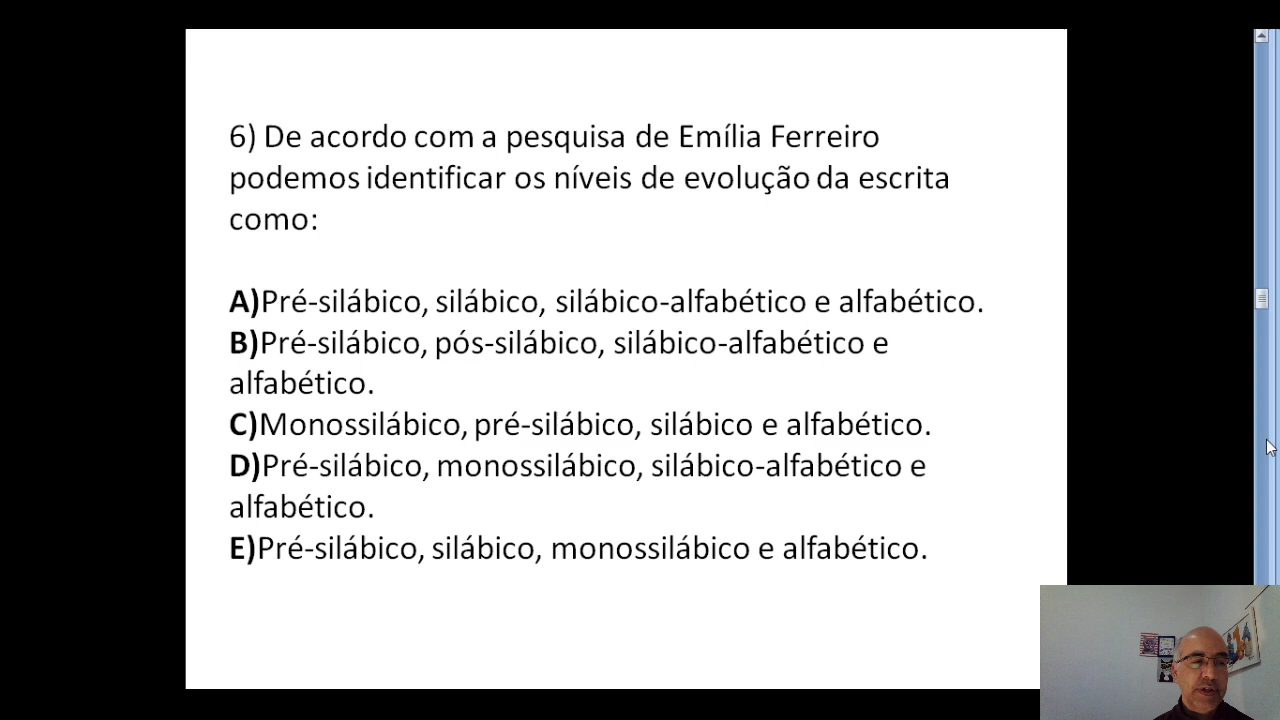 6) De acordo com a pesquisa de Emília Ferreiro
podemos identificar os níveis de evolução da escrita
como:
A)Pré-silábico, silábico, silábico-alfabético e alfabético.
B)Pré-silábico, pós-silábico, silábico-alfabético e
alfabético.
C)Monossilábico, pré-silábico, silábico e alfabético.
D)Pré-silábico, monossilábico, silábico-alfabético e
alfabético.
E)Pré-silábico, silábico, monossilábico e alfabético.